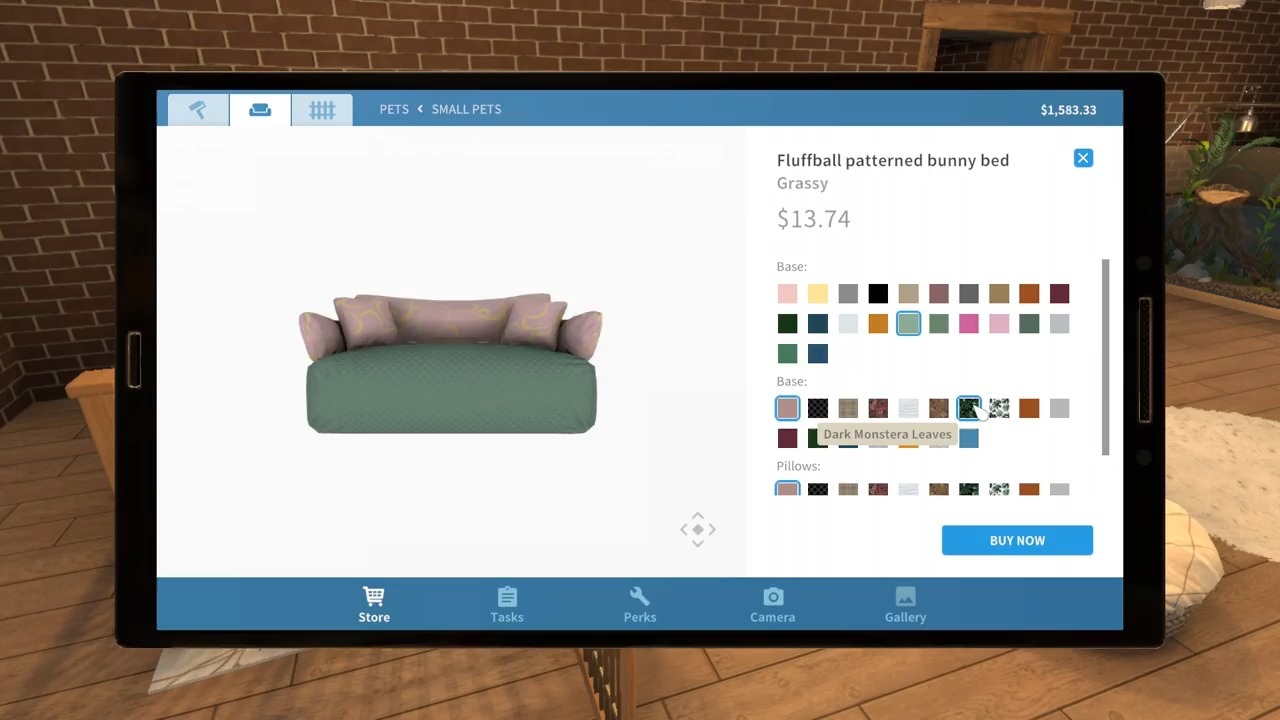 PETS < SMALL PETS
$1,583.33
Fluffball patterned bunny bed
Grassy
$13.74
Base:
Base:
Dark Monstera Leaves
Pillows:
BUY NOW
Store
Tasks
Perks
Camera
Gallery